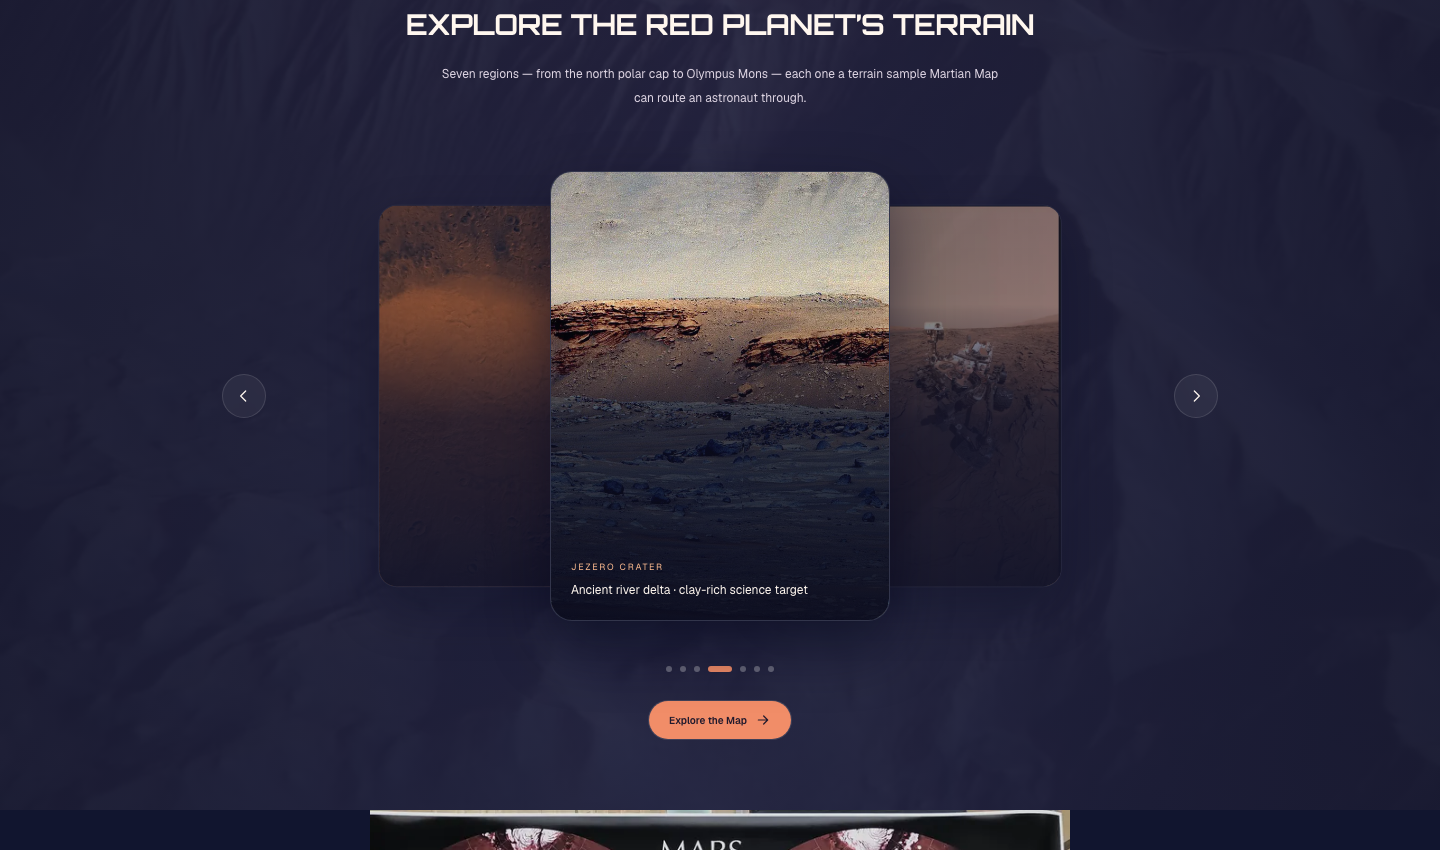 EXPLORE THE RED PLANET’S TERRAIN
Seven regions — from the north polar cap to Olympus Mons — each one a terrain sample Martian Map
can route an astronaut through.
JEZERO CRATER
Ancient river delta · clay-rich science target
Explore the Map
MARS